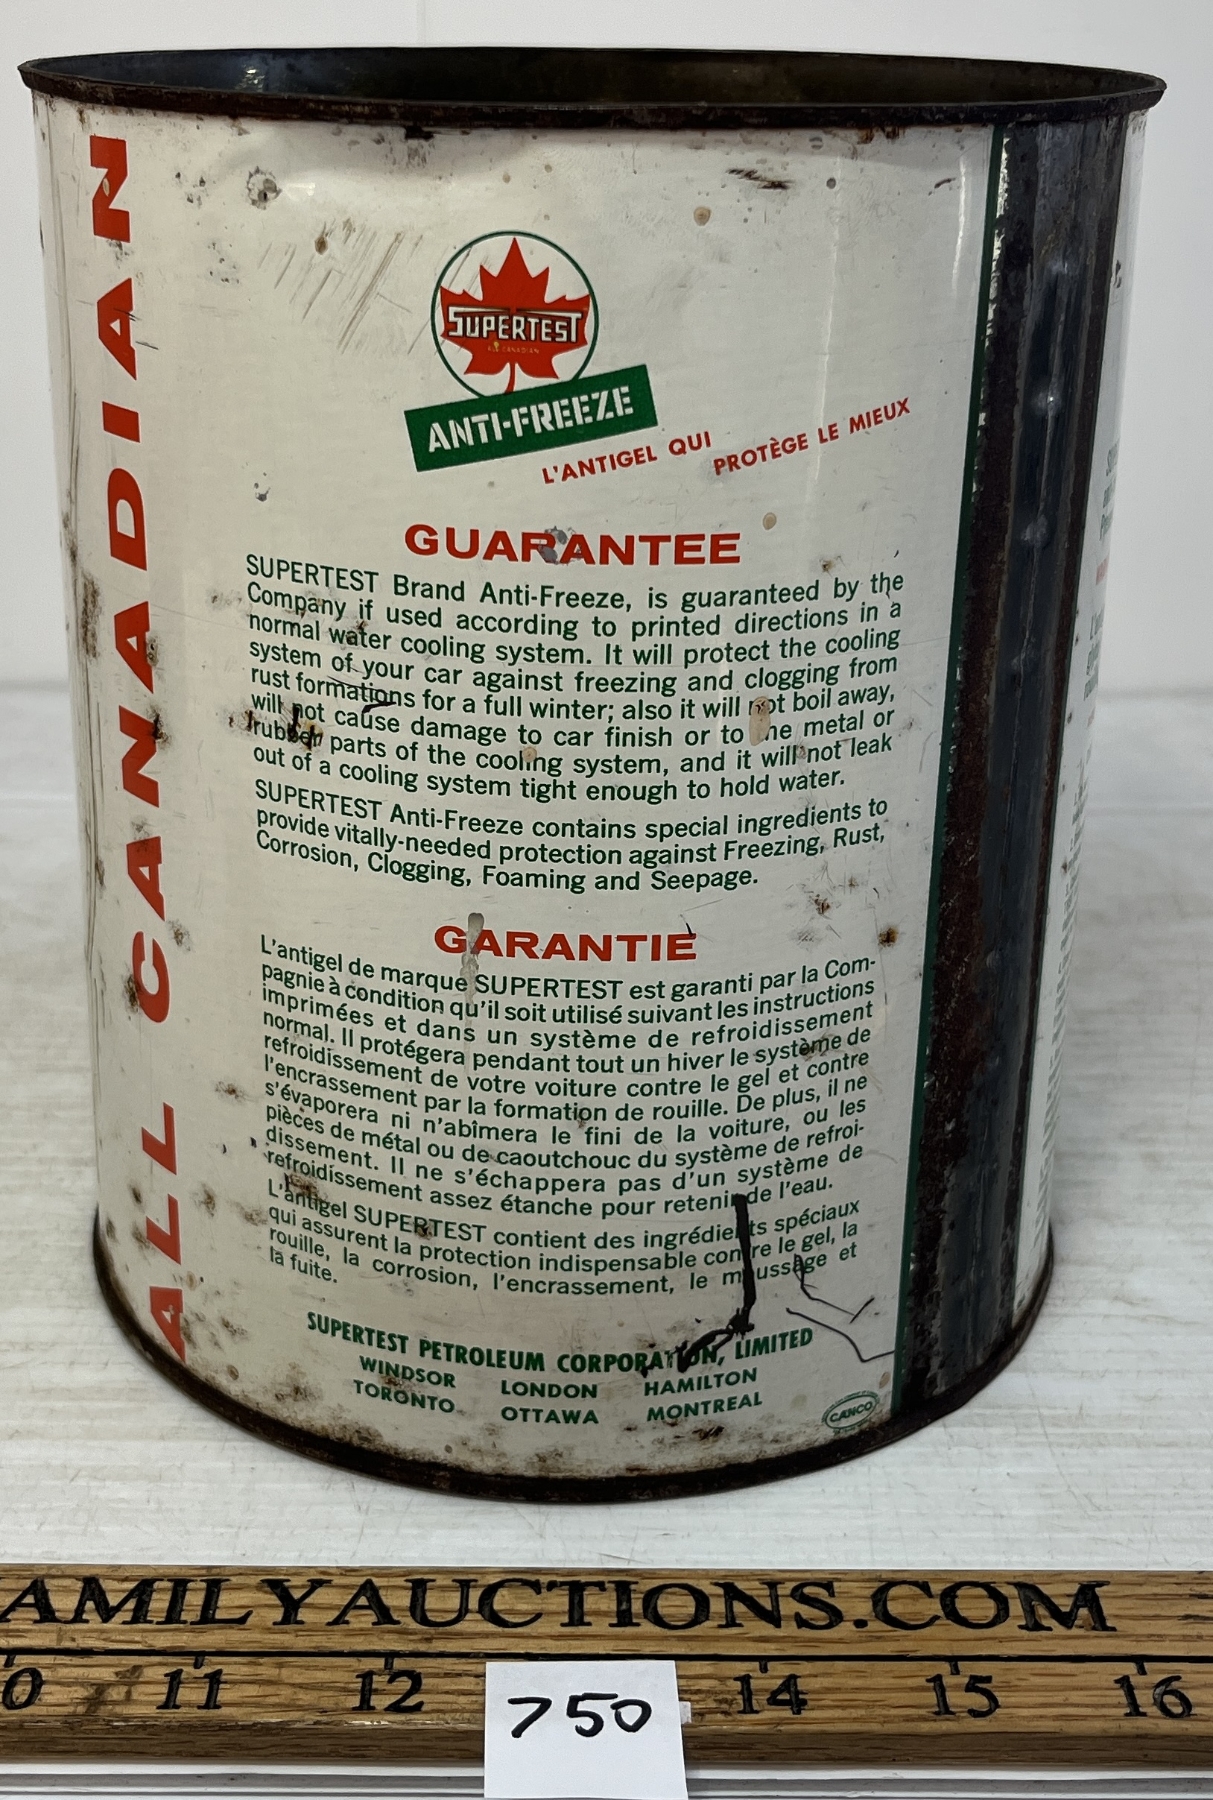 ALL CANADIAN
SUPERTEST
ALL CANADIAN
ANTI-FREEZE
L'ANTIGEL QUI PROTÈGE LE MIEUX
GUARANTEE
SUPERTEST Brand Anti-Freeze, is guaranteed by the
Company if used according to printed directions in a
normal water cooling system. It will protect the cooling
system of your car against freezing and clogging from
rust formations for a full winter; also it will not boil away,
will not cause damage to car finish or to the metal or
rubber parts of the cooling system, and it will not leak
out of a cooling system tight enough to hold water.
SUPERTEST Anti-Freeze contains special ingredients to
provide vitally-needed protection against Freezing, Rust,
Corrosion, Clogging, Foaming and Seepage.
GARANTIE
L'antigel de marque SUPERTEST est garanti par la Com-
pagnie à condition qu'il soit utilisé suivant les instructions
imprimées et dans un système de refroidissement
normal. Il protégera pendant tout un hiver le système de
refroidissement de votre voiture contre le gel et contre
l'encrassement par la formation de rouille. De plus, il ne
s'évaporera ni n'abîmera le fini de la voiture, ou les
pièces de métal ou de caoutchouc du système de refroi-
dissement. Il ne s'échappera pas d'un système de
refroidissement assez étanche pour retenir de l'eau.
L'antigel SUPERTEST contient des ingrédients spéciaux
qui assurent la protection indispensable contre le gel, la
rouille, la corrosion, l'encrassement, le moussage et
la fuite.
SUPERTEST PETROLEUM CORPORATION, LIMITED
WINDSOR LONDON HAMILTON
TORONTO OTTAWA MONTREAL
CANCO
AMILYAUCTIONS.COM
0 11 12 14 15 16
750